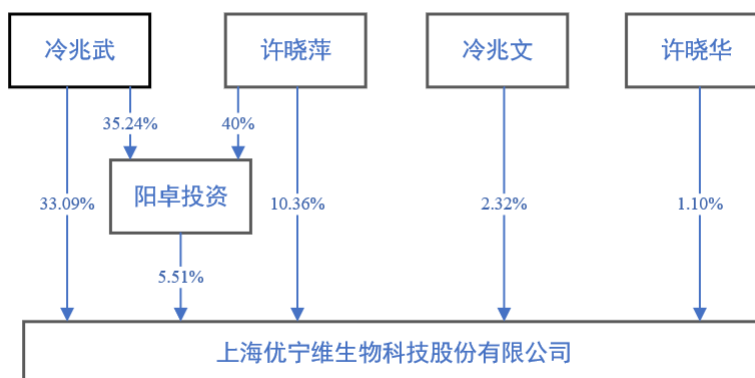 冷兆武
许晓萍
冷兆文
许晓华
35.24%
40%
阳卓投资
33.09%
10.36%
2.32%
1.10%
5.51%
上海优宁维生物科技股份有限公司